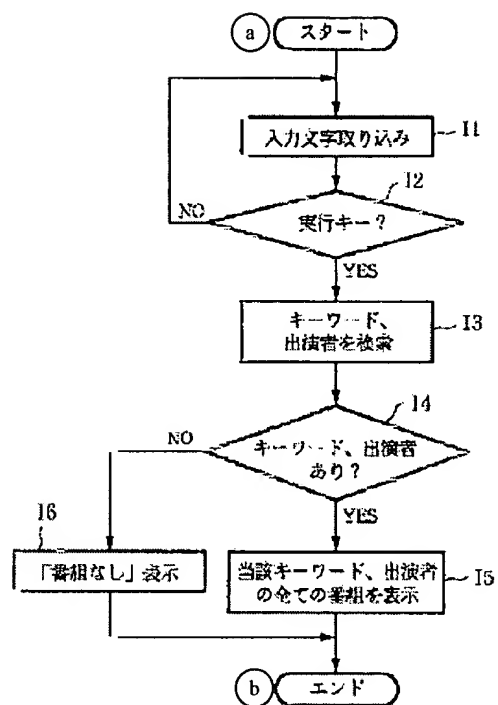 a
スタート
入力文字取り込み
I1
I2
NO
実行キー?
YES
キーワード、
出演者を検索
I3
I4
NO
キーワード、出演者
あり?
YES
I6
「番組なし」表示
当該キーワード、出演者
の全ての番組を表示
I5
b
エンド